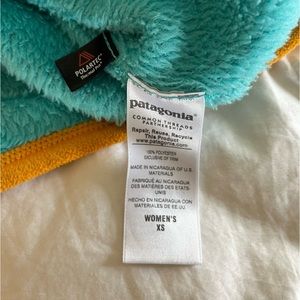 POLARTEC
patagonia
COMMON THREADS
PARTNERSHIP
Repair, Reuse, Recycle
This Product
www.patagonia.com
100% POLYESTER
EXCLUSIVE OF TRIM
MADE IN NICARAGUA OF U.S.
MATERIALS
FABRIQUÉ AU NICARAGUA
DES MATIÈRES DES ÉTATS
UNIS
HECHO EN NICARAGUA CON
MATERIALES DE EE.UU.
WOMEN'S
XS